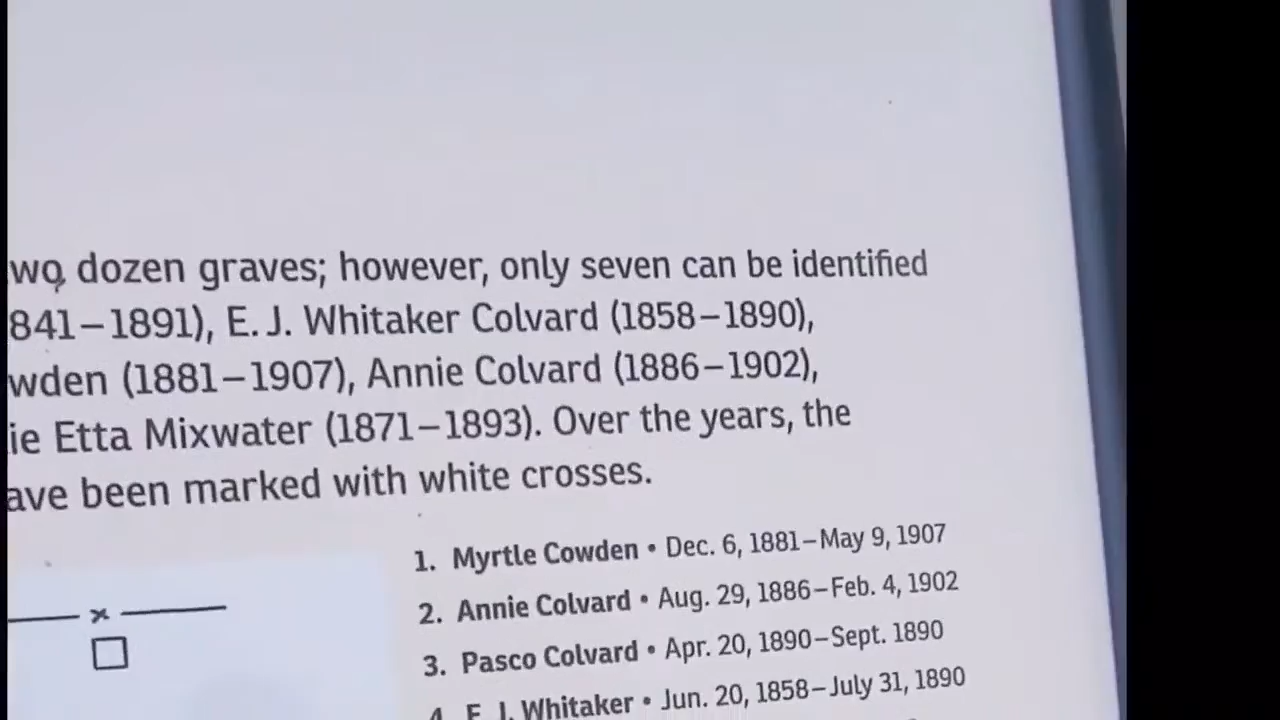 wo dozen graves; however, only seven can be identified
841–1891), E. J. Whitaker Colvard (1858–1890),
wden (1881–1907), Annie Colvard (1886–1902),
ie Etta Mixwater (1871–1893). Over the years, the
ave been marked with white crosses.
1. Myrtle Cowden • Dec. 6, 1881–May 9, 1907
2. Annie Colvard • Aug. 29, 1886–Feb. 4, 1902
3. Pasco Colvard • Apr. 20, 1890–Sept. 1890
4. E. J. Whitaker • Jun. 20, 1858–July 31, 1890